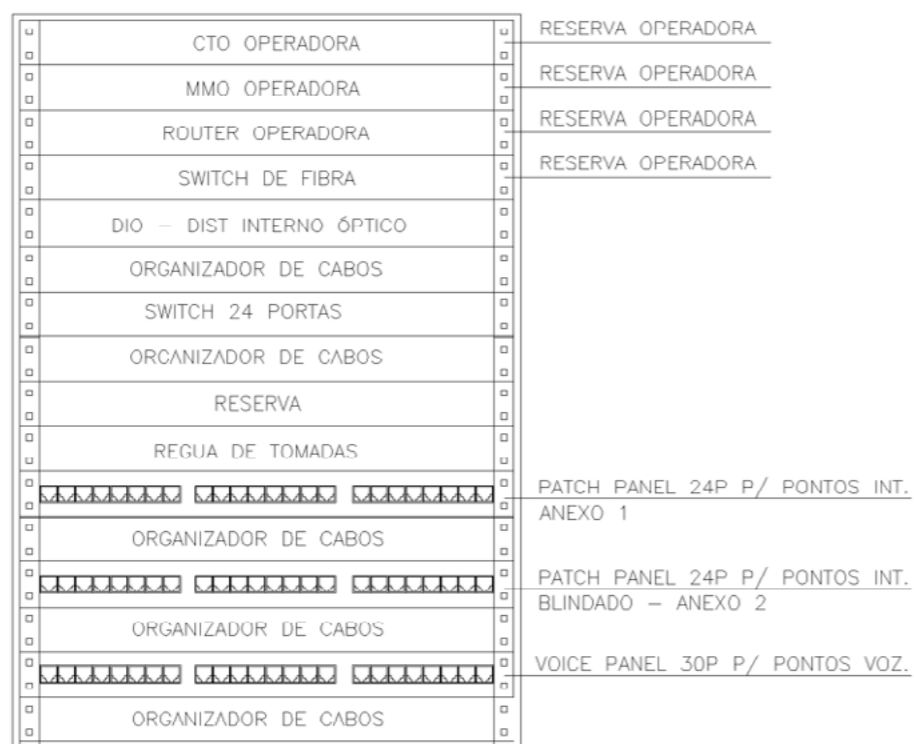 CTO OPERADORA
RESERVA OPERADORA
MMO OPERADORA
RESERVA OPERADORA
ROUTER OPERADORA
RESERVA OPERADORA
SWITCH DE FIBRA
RESERVA OPERADORA
DIO – DIST INTERNO ÓPTICO
ORGANIZADOR DE CABOS
SWITCH 24 PORTAS
ORGANIZADOR DE CABOS
RESERVA
REGUA DE TOMADAS
PATCH PANEL 24P P/ PONTOS INT.
ANEXO 1
ORGANIZADOR DE CABOS
PATCH PANEL 24P P/ PONTOS INT.
BLINDADO – ANEXO 2
ORGANIZADOR DE CABOS
VOICE PANEL 30P P/ PONTOS VOZ.
ORGANIZADOR DE CABOS